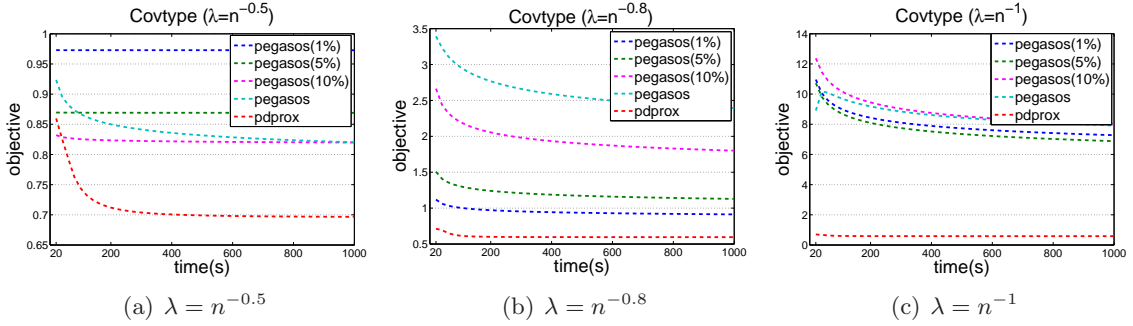 Covtype (λ=n^-0.5)
1
0.95
0.9
0.85
0.8
0.75
0.7
0.65
objective
pegasos(1%)
pegasos(5%)
pegasos(10%)
pegasos
pdprox
20 200 400 600 800 1000
time(s)
(a) λ = n^-0.5
Covtype (λ=n^-0.8)
3.5
3
2.5
2
1.5
1
0.5
objective
pegasos(1%)
pegasos(5%)
pegasos(10%)
pegasos
pdprox
20 200 400 600 800 1000
time(s)
(b) λ = n^-0.8
Covtype (λ=n^-1)
14
12
10
8
6
4
2
0
objective
pegasos(1%)
pegasos(5%)
pegasos(10%)
pegasos
pdprox
20 200 400 600 800 1000
time(s)
(c) λ = n^-1